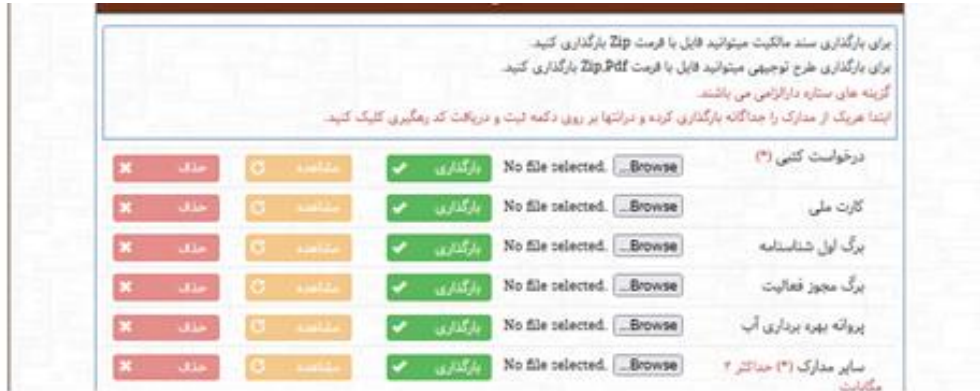 برای بارگذاری سند مالکیت میتوانید فایل با فرمت Zip بارگذاری کنید.
برای بارگذاری طرح توجیهی میتوانید فایل با فرمت Zip,Pdf بارگذاری کنید.
گزینه های ستاره دارالزامی می باشند.
ابتدا هریک از مدارک را جداگانه بارگذاری کرده و درانتها بر روی دکمه ثبت و دریافت کد رهگیری کلیک کنید.
درخواست کتبی (*) Browse... No file selected. بارگذاری مشاهده حذف
کارت ملی Browse... No file selected. بارگذاری مشاهده حذف
برگ اول شناسنامه Browse... No file selected. بارگذاری مشاهده حذف
برگ مجوز فعالیت Browse... No file selected. بارگذاری مشاهده حذف
پروانه بهره برداری آب Browse... No file selected. بارگذاری مشاهده حذف
سایر مدارک (*) حداکثر ۲ Browse... No file selected. بارگذاری مشاهده حذف
مگابایت